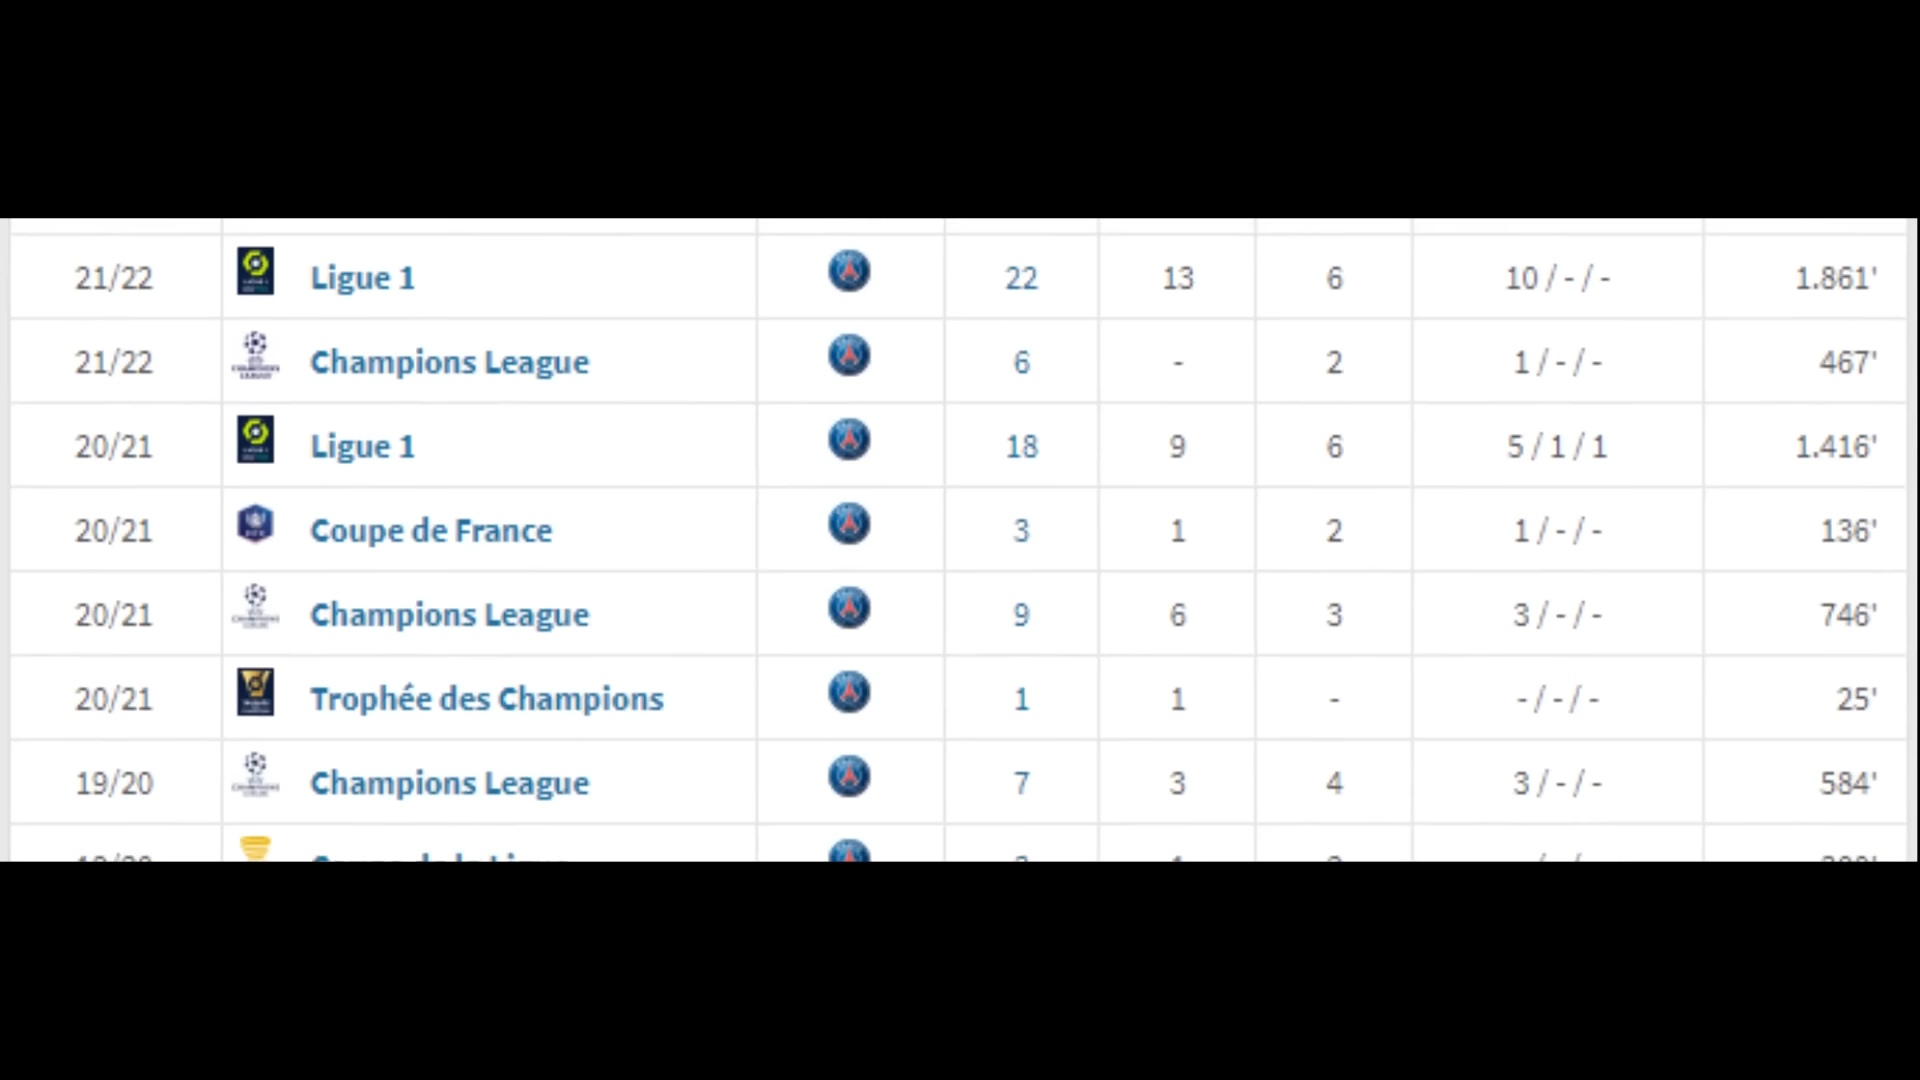 21/22 Ligue 1 22 13 6 10 / - / - 1.861'
21/22 Champions League 6 - 2 1 / - / - 467'
20/21 Ligue 1 18 9 6 5 / 1 / 1 1.416'
20/21 Coupe de France 3 1 2 1 / - / - 136'
20/21 Champions League 9 6 3 3 / - / - 746'
20/21 Trophée des Champions 1 1 - - / - / - 25'
19/20 Champions League 7 3 4 3 / - / - 584'